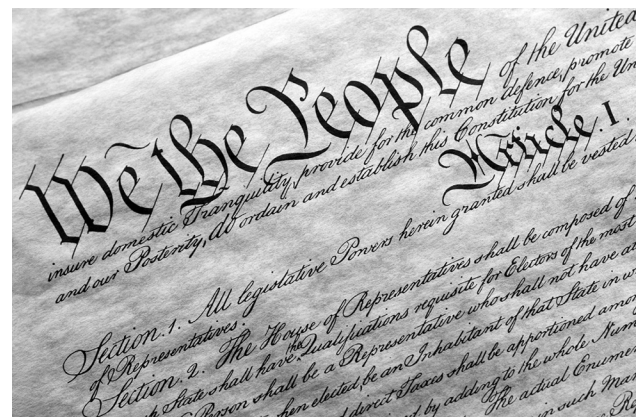 We the People of the United
insure domestic Tranquility, provide for the common defence, promote
and our Posterity, do ordain and establish this Constitution for the Un
Article. I.
Section. 1. All legislative Powers herein granted shall be vested
of Representatives.
Section. 2. The House of Representatives shall be composed of
State shall have the Qualifications requisite for Electors of the most
Person shall be a Representative who shall not have
when elected, be an Inhabitant of that State in w
direct Taxes shall be apportioned amo
by adding to the whole Num
The actual Enume
in such Man